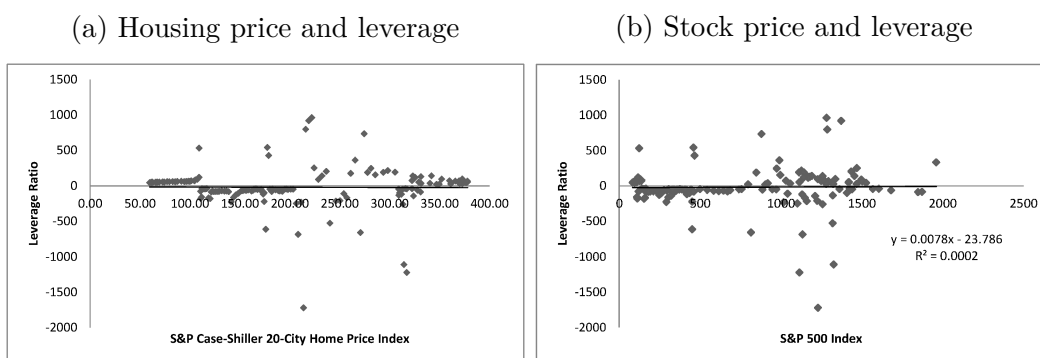 (a) Housing price and leverage
(b) Stock price and leverage
1500
1000
500
0
-500
-1000
-1500
-2000
0.00 50.00 100.00 150.00 200.00 250.00 300.00 350.00 400.00
Leverage Ratio
S&P Case-Shiller 20-City Home Price Index
1500
1000
500
0
-500
-1000
-1500
-2000
0 500 1000 1500 2000 2500
Leverage Ratio
y = 0.0078x - 23.786
R² = 0.0002
S&P 500 Index